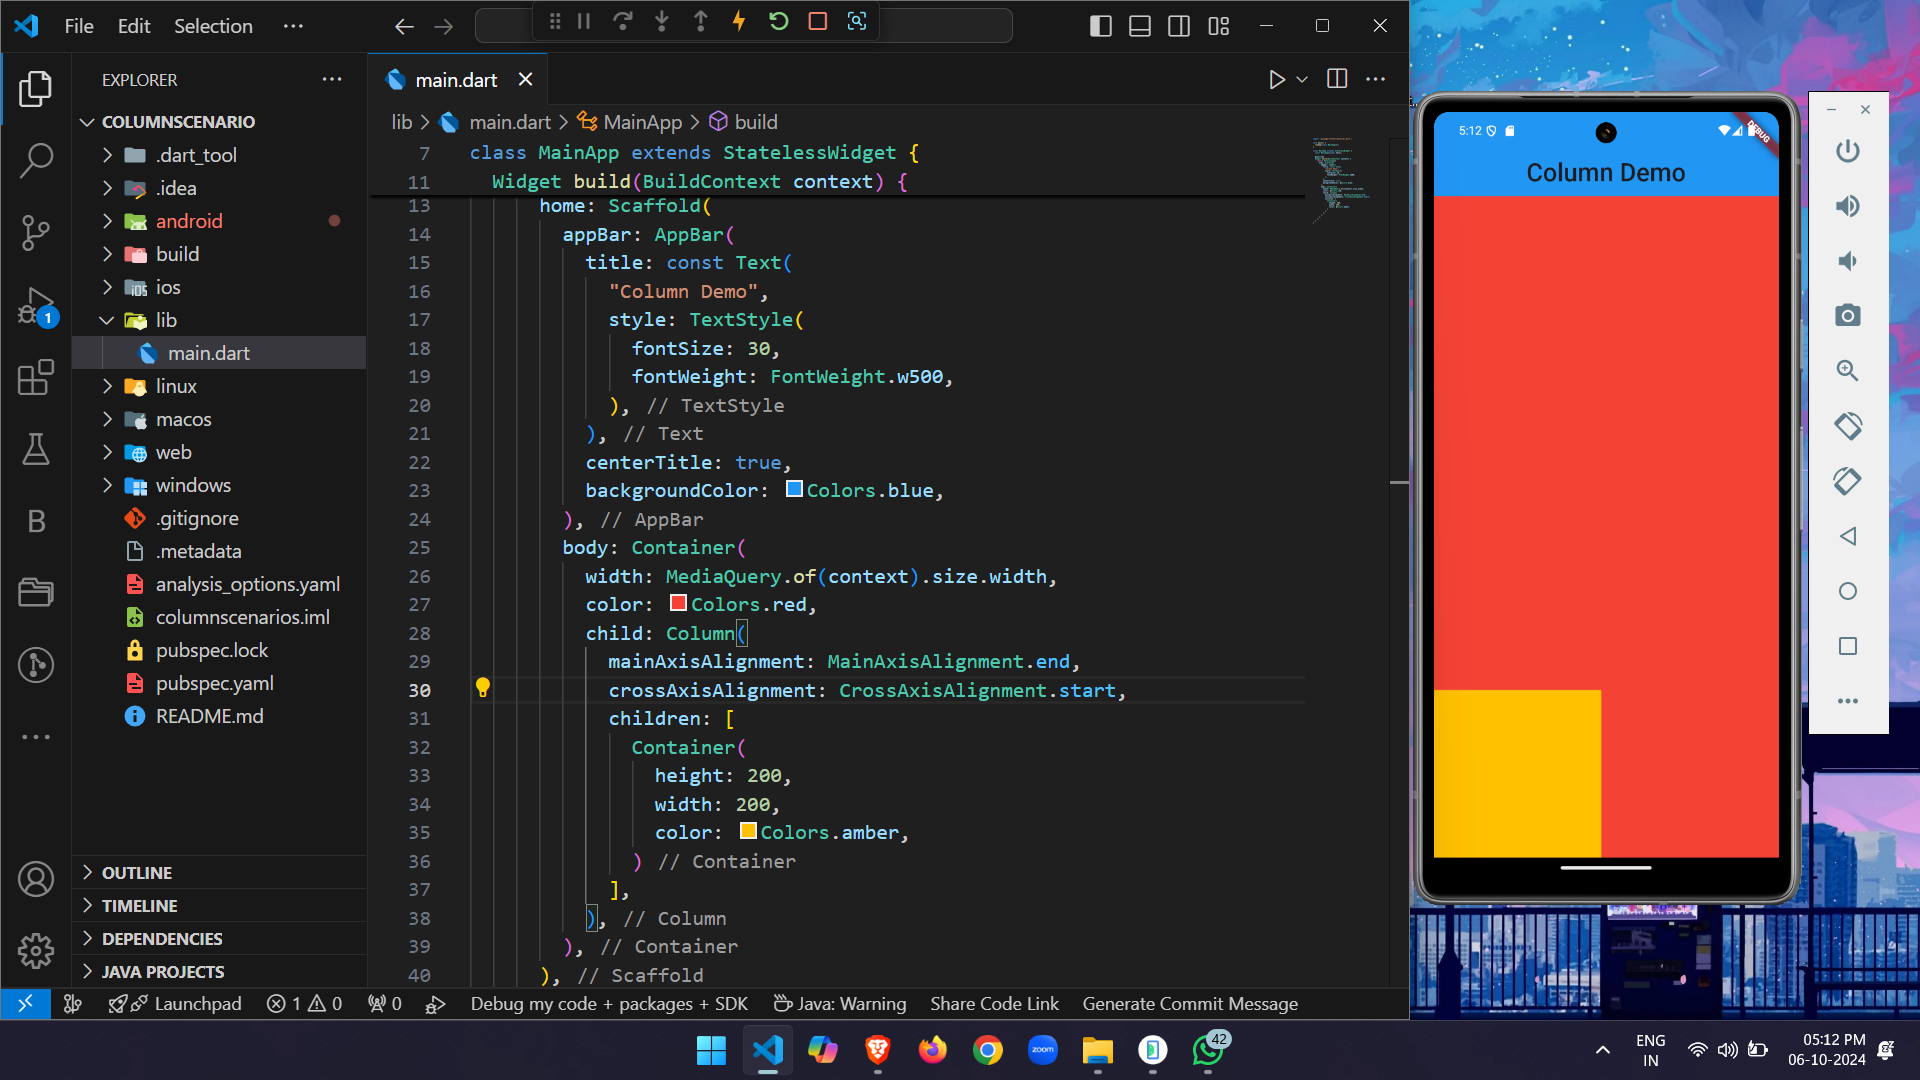 File Edit Selection ...
EXPLORER
main.dart
COLUMNSCENARIO
.dart_tool
.idea
android
build
ios
lib
main.dart
linux
macos
web
windows
.gitignore
.metadata
analysis_options.yaml
columnscenarios.iml
pubspec.lock
pubspec.yaml
README.md
OUTLINE
TIMELINE
DEPENDENCIES
JAVA PROJECTS
1
B
lib > main.dart > MainApp > build
7 class MainApp extends StatelessWidget {
11 Widget build(BuildContext context) {
13 home: Scaffold(
14 appBar: AppBar(
15 title: const Text(
16 "Column Demo",
17 style: TextStyle(
18 fontSize: 30,
19 fontWeight: FontWeight.w500,
20 ), // TextStyle
21 ), // Text
22 centerTitle: true,
23 backgroundColor: Colors.blue,
24 ), // AppBar
25 body: Container(
26 width: MediaQuery.of(context).size.width,
27 color: Colors.red,
28 child: Column(
29 mainAxisAlignment: MainAxisAlignment.end,
30 crossAxisAlignment: CrossAxisAlignment.start,
31 children: [
32 Container(
33 height: 200,
34 width: 200,
35 color: Colors.amber,
36 ) // Container
37 ],
38 ), // Column
39 ), // Container
40 ), // Scaffold
Launchpad 1 0 0 Debug my code + packages + SDK Java: Warning Share Code Link Generate Commit Message
5:12
DEBUG
Column Demo
zoom
42
ENG
IN
05:12 PM
06-10-2024